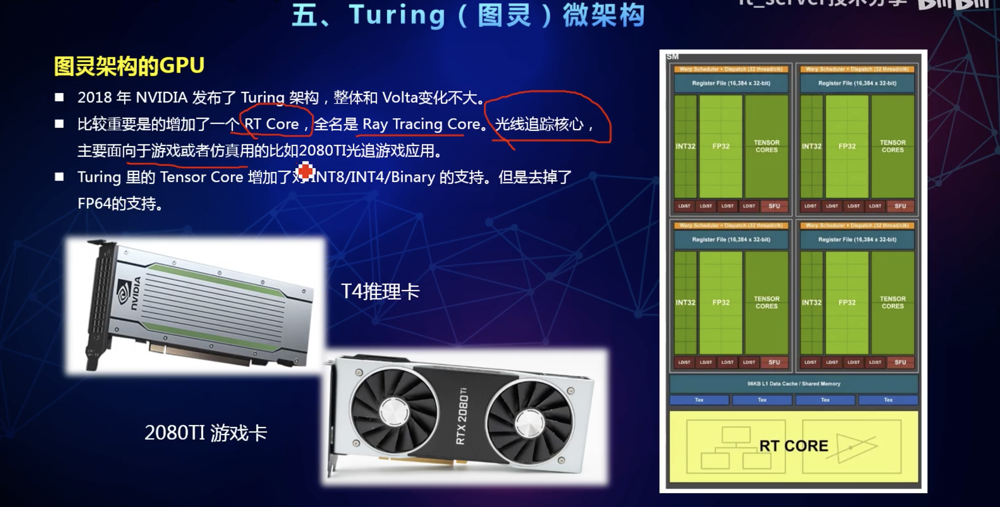 五、Turing（图灵）微架构
图灵架构的GPU
2018 年 NVIDIA 发布了 Turing 架构，整体和 Volta变化不大。
比较重要是的增加了一个 RT Core，全名是 Ray Tracing Core。光线追踪核心，
主要面向于游戏或者仿真用的比如2080TI光追游戏应用。
Turing 里的 Tensor Core 增加了对 INT8/INT4/Binary 的支持。但是去掉了
FP64的支持。
NVIDIA
T4推理卡
RTX 2080Ti
2080TI 游戏卡
SM
Warp Scheduler + Dispatch (32 thread/clk) Warp Scheduler + Dispatch (32 thread/clk)
Register File (16,384 x 32-bit) Register File (16,384 x 32-bit)
INT32 FP32 TENSOR CORES INT32 FP32 TENSOR CORES
LD/ST LD/ST LD/ST LD/ST SFU LD/ST LD/ST LD/ST LD/ST SFU
Warp Scheduler + Dispatch (32 thread/clk) Warp Scheduler + Dispatch (32 thread/clk)
Register File (16,384 x 32-bit) Register File (16,384 x 32-bit)
INT32 FP32 TENSOR CORES INT32 FP32 TENSOR CORES
LD/ST LD/ST LD/ST LD/ST SFU LD/ST LD/ST LD/ST LD/ST SFU
96KB L1 Data Cache / Shared Memory
Tex Tex Tex Tex
RT CORE